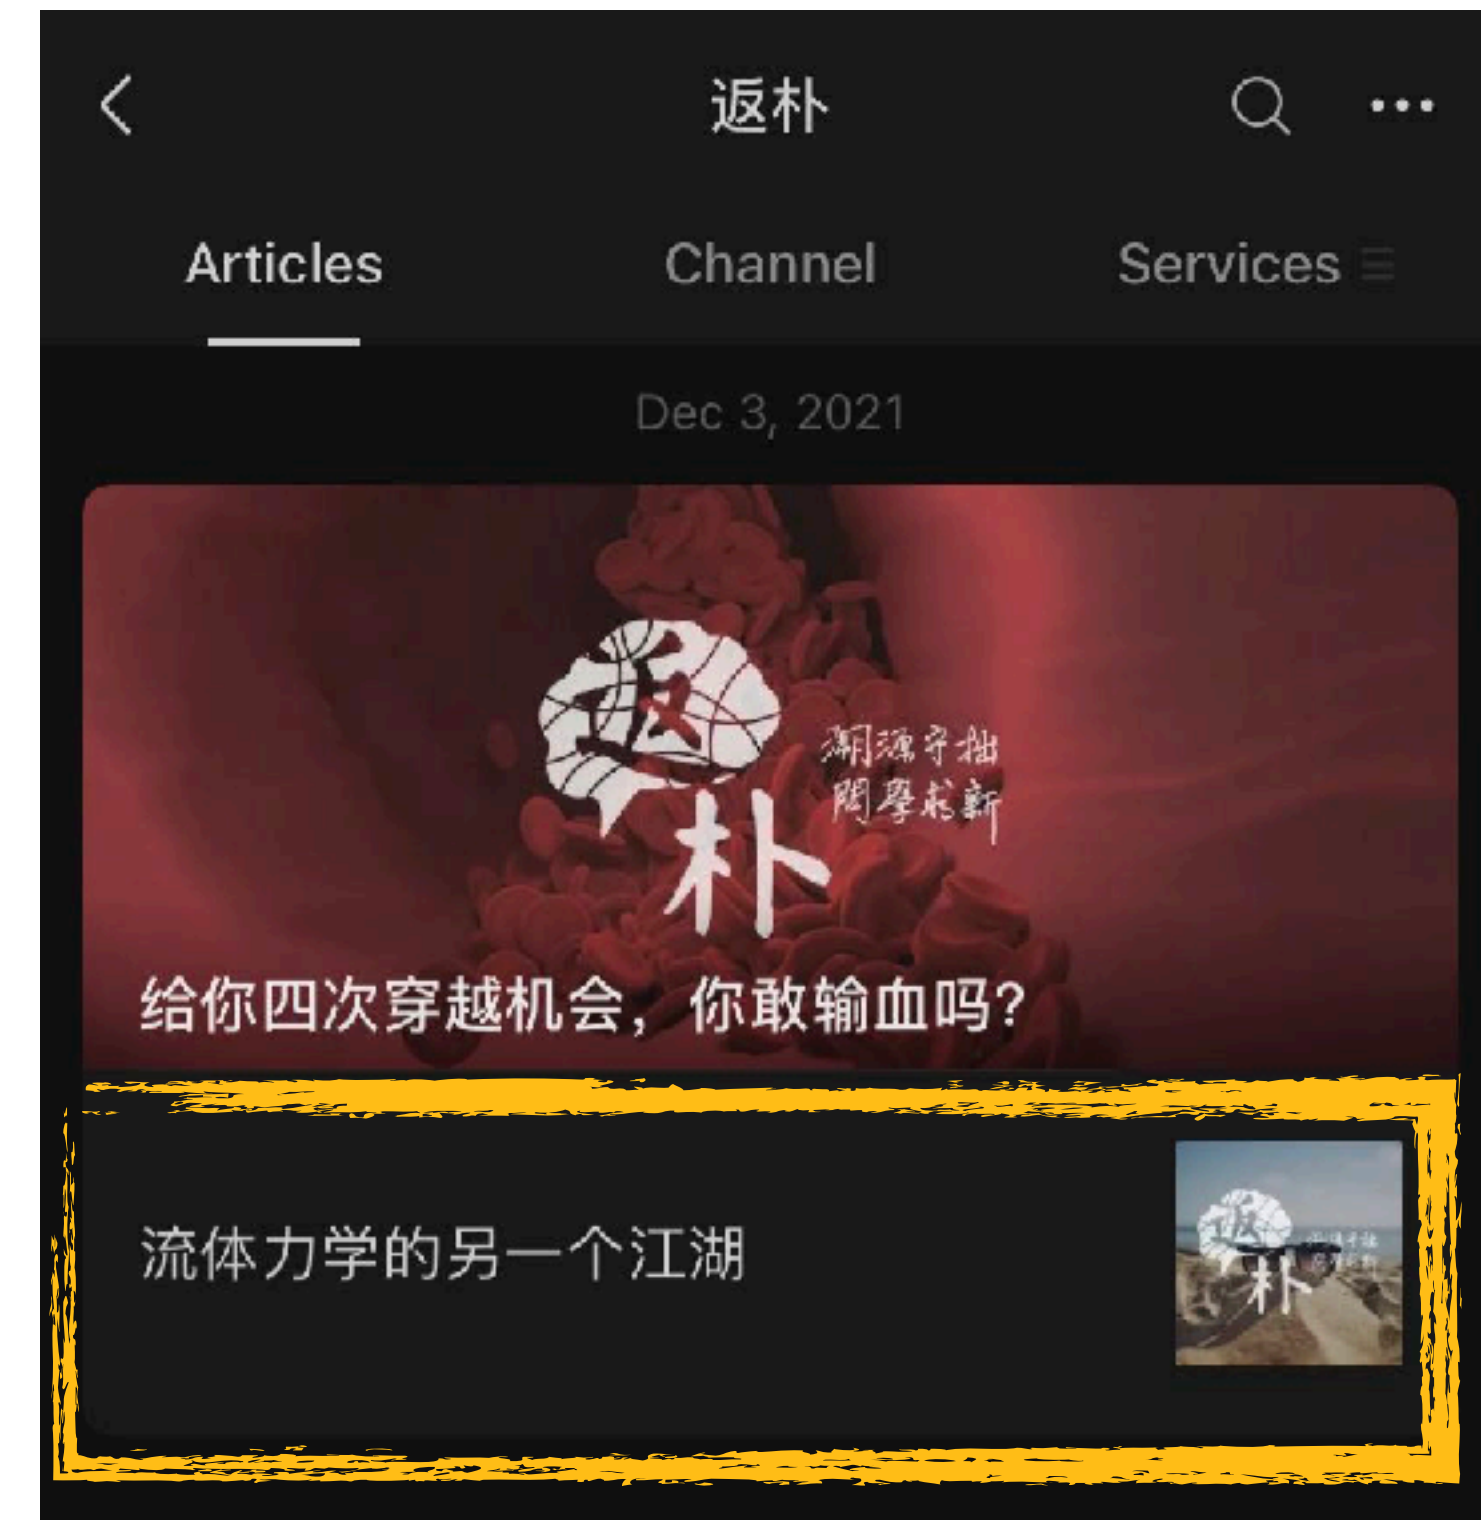 返朴
Articles
Channel
Services
Dec 3, 2021
返
朴
溯源守拙
問學求新
给你四次穿越机会，你敢输血吗？
流体力学的另一个江湖
返
朴